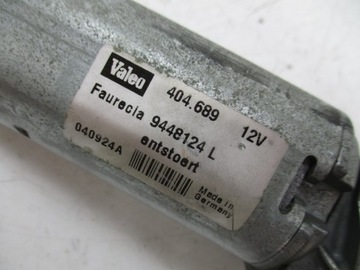 Valeo
404.689 12V
Faurecia 9448124 L
040924A entstoert
Made in
Germany